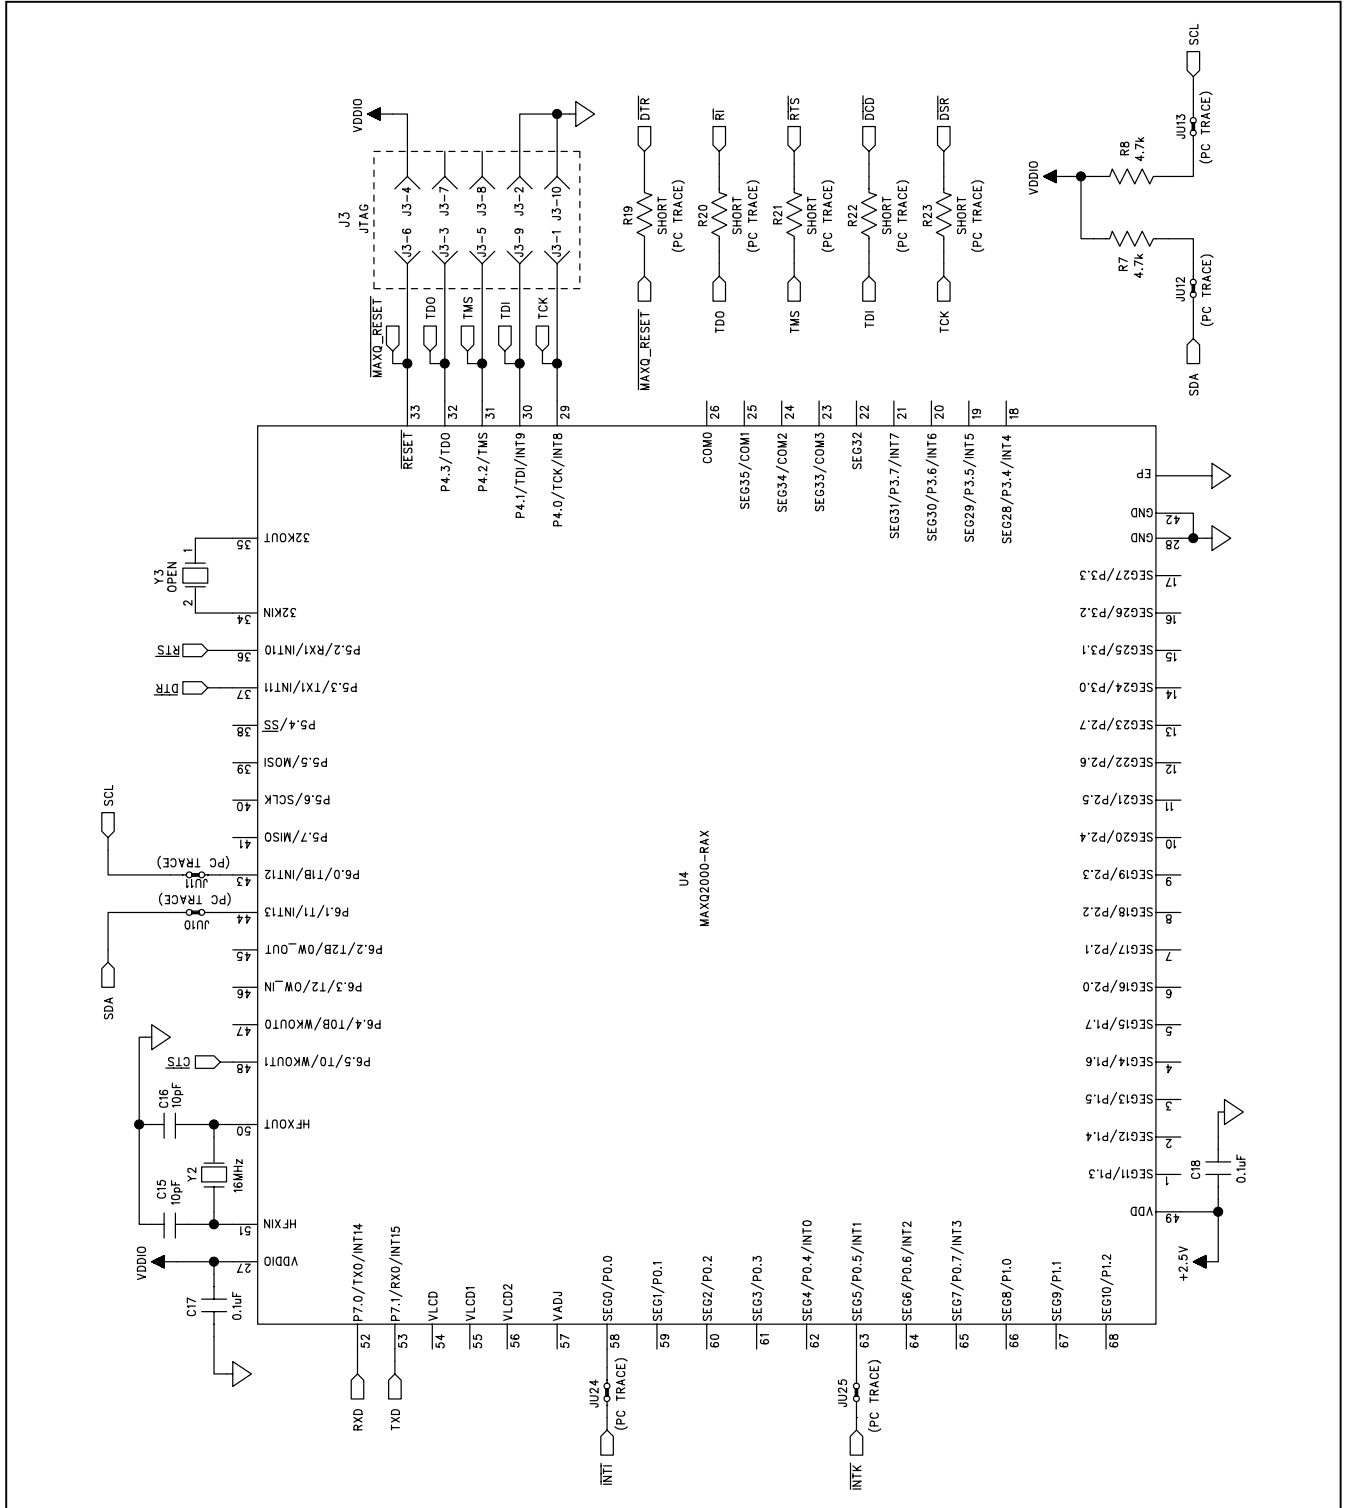 SCL
JU13
(PC TRACE)
R8
4.7k
VDDIO
R7
4.7k
JU12
(PC TRACE)
SDA
VDDIO
J3
JTAG
J3-6 J3-4
J3-3 J3-7
J3-5 J3-8
J3-9 J3-2
J3-1 J3-10
MAXQ_RESET
TDO
TMS
TDI
TCK
DTR
R19
SHORT
(PC TRACE)
MAXQ_RESET
RI
R20
SHORT
(PC TRACE)
TDO
RTS
R21
SHORT
(PC TRACE)
TMS
DCD
R22
SHORT
(PC TRACE)
TDI
DSR
R23
SHORT
(PC TRACE)
TCK
33
RESET
32
P4.3/TDO
31
P4.2/TMS
30
P4.1/TDI/INT9
29
P4.0/TCK/INT8
26
COM0
25
SEG35/COM1
24
SEG34/COM2
23
SEG33/COM3
22
SEG32
21
SEG31/P3.7/INT7
20
SEG30/P3.6/INT6
19
SEG29/P3.5/INT5
18
SEG28/P3.4/INT4
Y3
OPEN
1
2
35
32KOUT
34
32KIN
RTS
36
P5.2/RX1/INT10
DTR
37
P5.3/TX1/INT11
38
P5.4/SS
39
P5.5/MOSI
40
P5.6/SCLK
41
P5.7/MISO
SCL
JU11
(PC TRACE)
43
P6.0/T1B/INT12
SDA
JU10
(PC TRACE)
44
P6.1/T1/INT13
45
P6.2/T2B/OW_OUT
46
P6.3/T2/OW_IN
47
P6.4/T0B/WKOUT0
CTS
48
P6.5/T0/WKOUT1
C16
10pF
50
HFXOUT
Y2
16MHz
C15
10pF
51
HFXIN
VDDIO
27
VDDIO
C17
0.1uF
U4
MAXQ2000-RAX
EP
GND
42
GND
28
SEG27/P3.3
17
SEG26/P3.2
16
SEG25/P3.1
15
SEG24/P3.0
14
SEG23/P2.7
13
SEG22/P2.6
12
SEG21/P2.5
11
SEG20/P2.4
10
SEG19/P2.3
9
SEG18/P2.2
8
SEG17/P2.1
7
SEG16/P2.0
6
SEG15/P1.7
5
SEG14/P1.6
4
SEG13/P1.5
3
SEG12/P1.4
2
SEG11/P1.3
1
VDD
49
C18
0.1uF
+2.5V
P7.0/TX0/INT14
52
RXD
P7.1/RX0/INT15
53
TXD
VLCD
54
VLCD1
55
VLCD2
56
VADJ
57
SEG0/P0.0
58
JU24
(PC TRACE)
INTI
SEG1/P0.1
59
SEG2/P0.2
60
SEG3/P0.3
61
SEG4/P0.4/INT0
62
SEG5/P0.5/INT1
63
JU25
(PC TRACE)
INTK
SEG6/P0.6/INT2
64
SEG7/P0.7/INT3
65
SEG8/P1.0
66
SEG9/P1.1
67
SEG10/P1.2
68